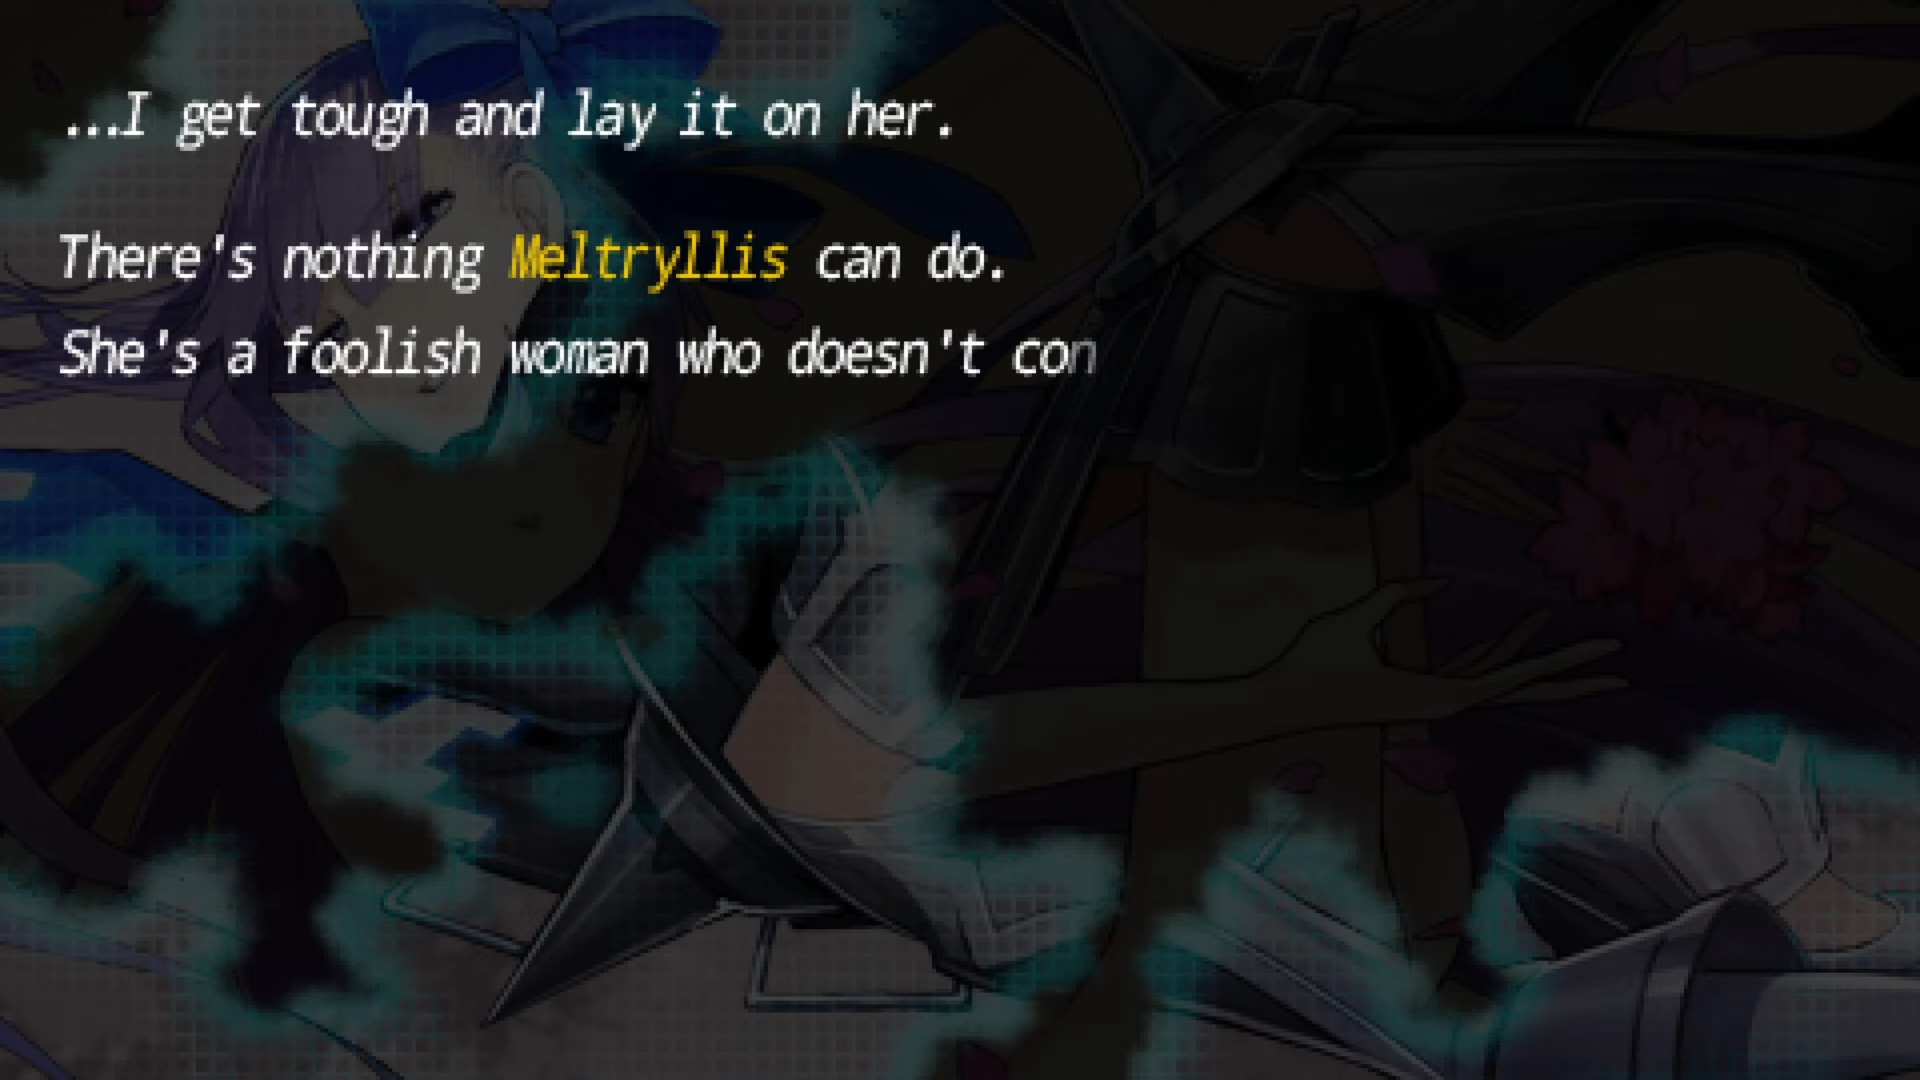 ...I get tough and lay it on her.
There's nothing Meltryllis can do.
She's a foolish woman who doesn't con